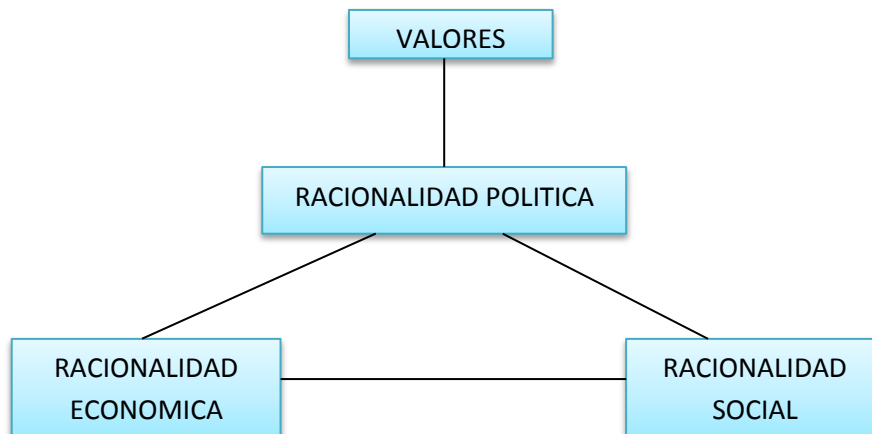 VALORES
RACIONALIDAD POLITICA
RACIONALIDAD
ECONOMICA
RACIONALIDAD
SOCIAL